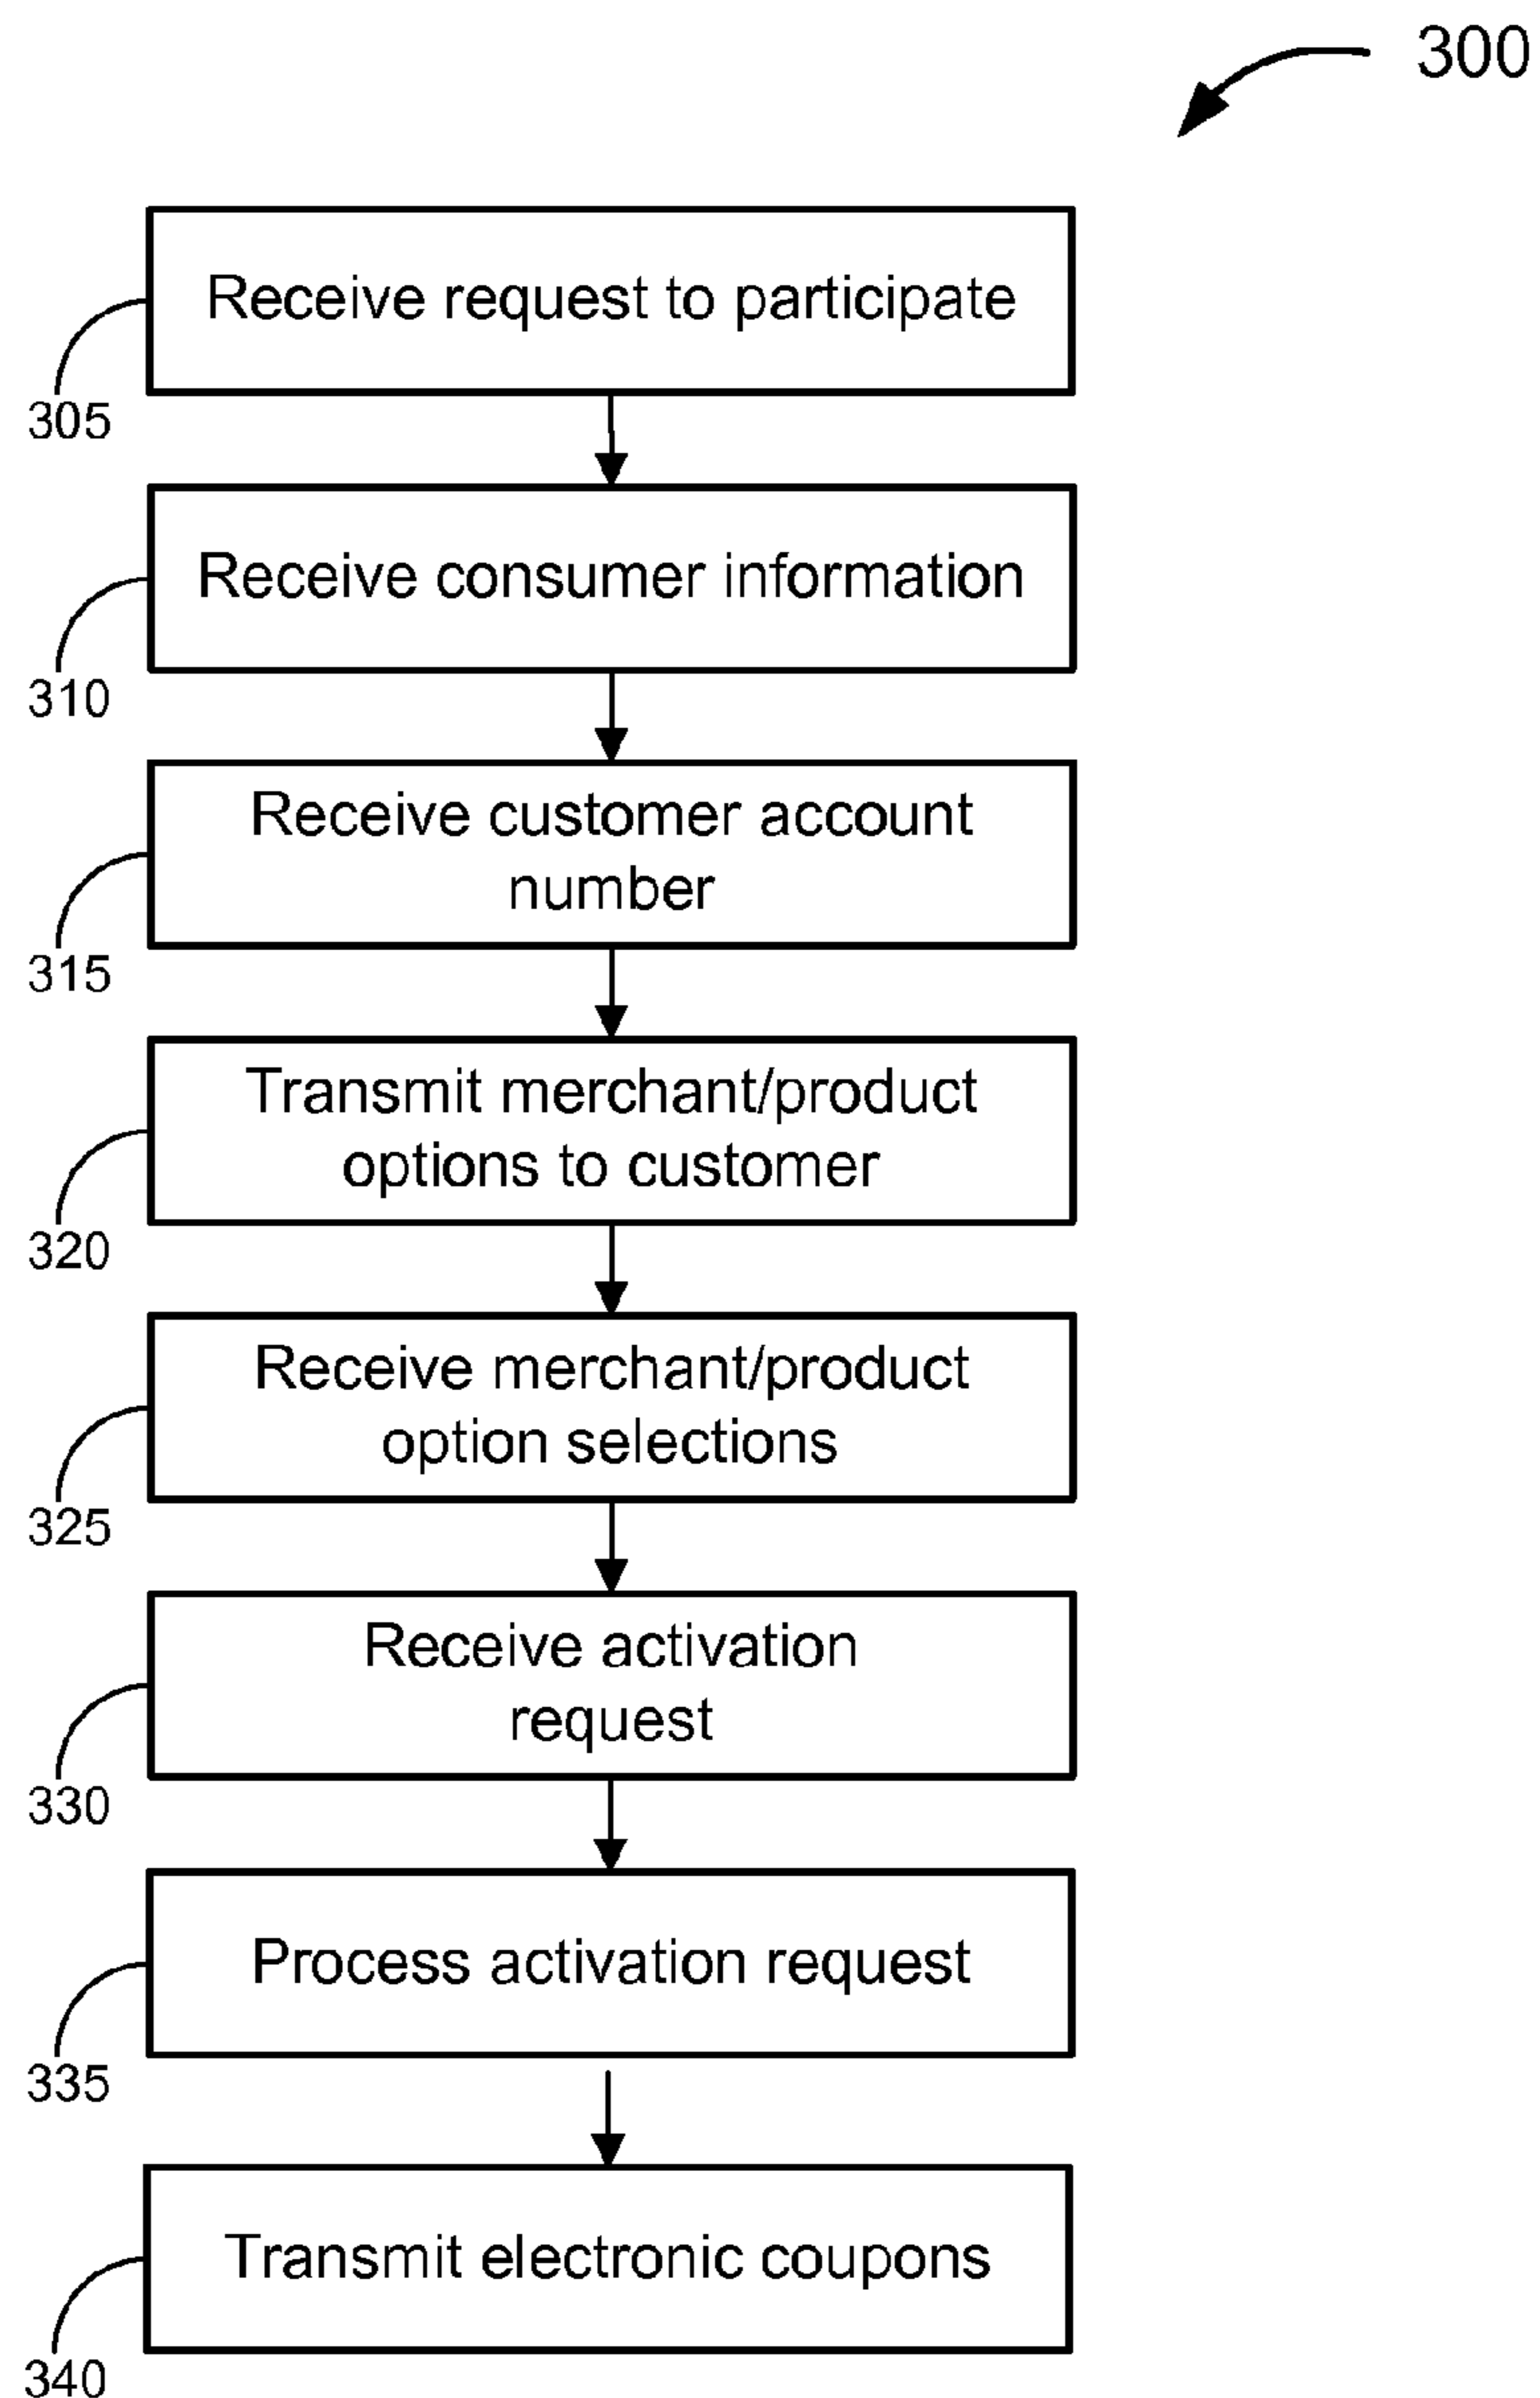 300
Receive request to participate
305
Receive consumer information
310
Receive customer account
number
315
Transmit merchant/product
options to customer
320
Receive merchant/product
option selections
325
Receive activation
request
330
Process activation request
335
Transmit electronic coupons
340